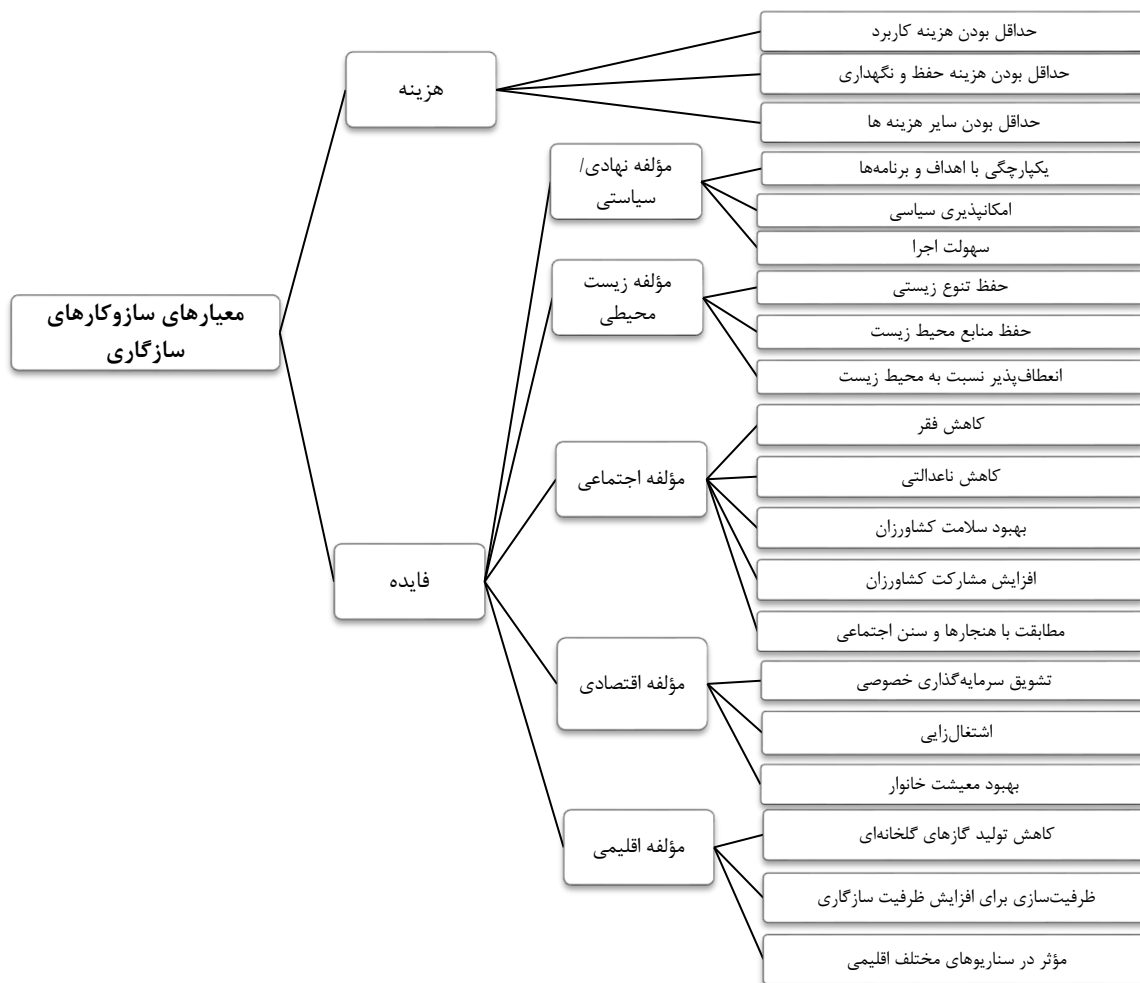 معیارهای سازوکارهای
سازگاری
هزینه
حداقل بودن هزینه کاربرد
حداقل بودن هزینه حفظ و نگهداری
حداقل بودن سایر هزینه ها
فایده
مؤلفه نهادی/
سیاستی
یکپارچگی با اهداف و برنامه‌ها
امکانپذیری سیاسی
سهولت اجرا
مؤلفه زیست
محیطی
حفظ تنوع زیستی
حفظ منابع محیط زیست
انعطاف‌پذیر نسبت به محیط زیست
مؤلفه اجتماعی
کاهش فقر
کاهش ناعدالتی
بهبود سلامت کشاورزان
افزایش مشارکت کشاورزان
مطابقت با هنجارها و سنن اجتماعی
مؤلفه اقتصادی
تشویق سرمایه‌گذاری خصوصی
اشتغال‌زایی
بهبود معیشت خانوار
مؤلفه اقلیمی
کاهش تولید گازهای گلخانه‌ای
ظرفیت‌سازی برای افزایش ظرفیت سازگاری
مؤثر در سناریوهای مختلف اقلیمی